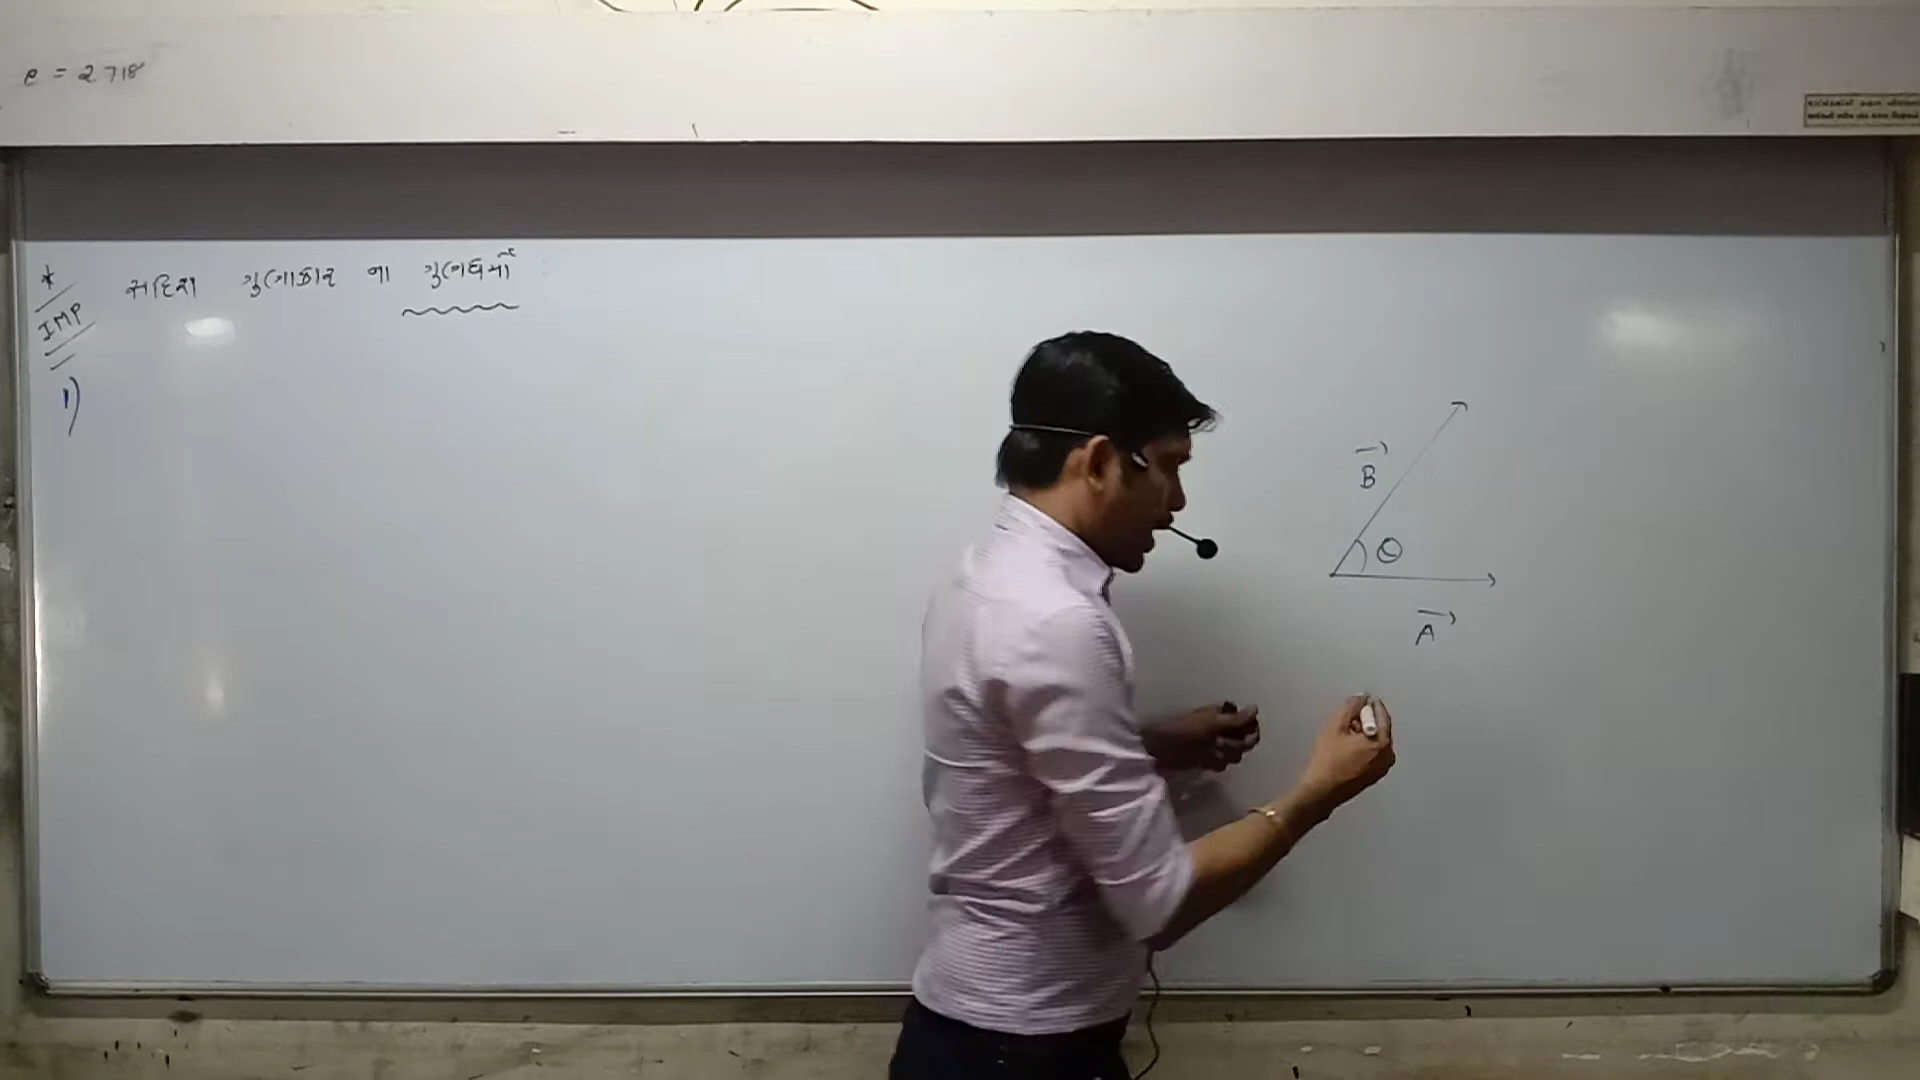 e = 2.718
* સદિશ ગુણાકાર ના ગુણધર્મો :
IMP
1)
B
θ
A